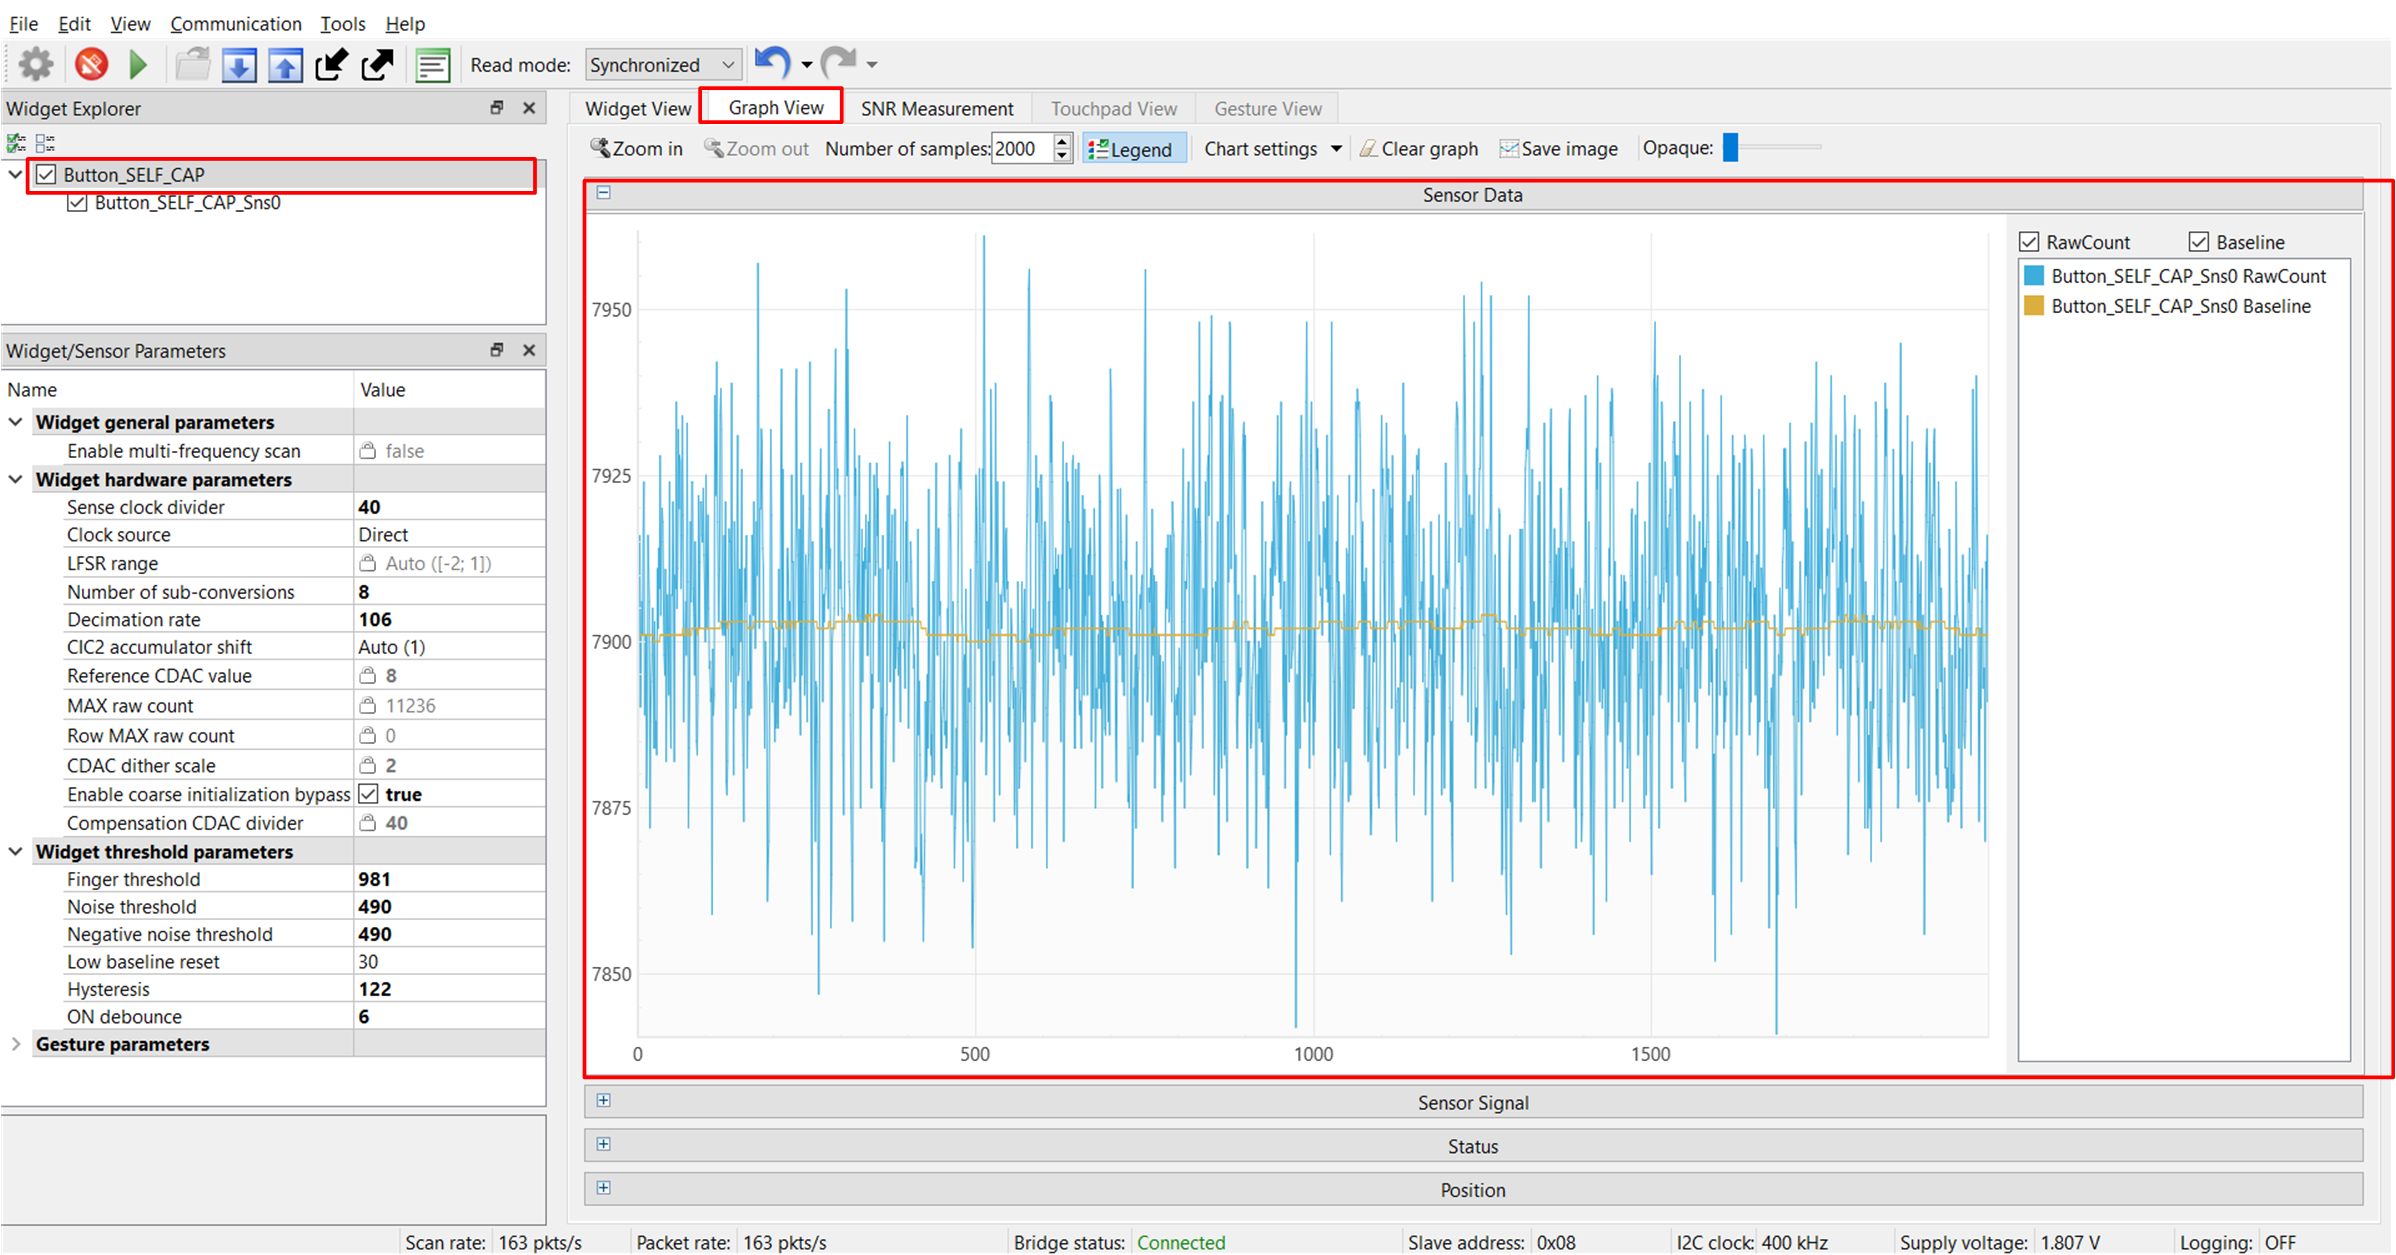 File Edit View Communication Tools Help
Read mode: Synchronized
Widget Explorer
Button_SELF_CAP
Button_SELF_CAP_Sns0
Widget/Sensor Parameters
Name Value
Widget general parameters
Enable multi-frequency scan false
Widget hardware parameters
Sense clock divider 40
Clock source Direct
LFSR range Auto ([-2; 1])
Number of sub-conversions 8
Decimation rate 106
CIC2 accumulator shift Auto (1)
Reference CDAC value 8
MAX raw count 11236
Row MAX raw count 0
CDAC dither scale 2
Enable coarse initialization bypass true
Compensation CDAC divider 40
Widget threshold parameters
Finger threshold 981
Noise threshold 490
Negative noise threshold 490
Low baseline reset 30
Hysteresis 122
ON debounce 6
Gesture parameters
Widget View Graph View SNR Measurement Touchpad View Gesture View
Zoom in Zoom out Number of samples: 2000 Legend Chart settings Clear graph Save image Opaque:
Sensor Data
7950
7925
7900
7875
7850
0 500 1000 1500
RawCount Baseline
Button_SELF_CAP_Sns0 RawCount
Button_SELF_CAP_Sns0 Baseline
Sensor Signal
Status
Position
Scan rate: 163 pkts/s Packet rate: 163 pkts/s Bridge status: Connected Slave address: 0x08 I2C clock: 400 kHz Supply voltage: 1.807 V Logging: OFF